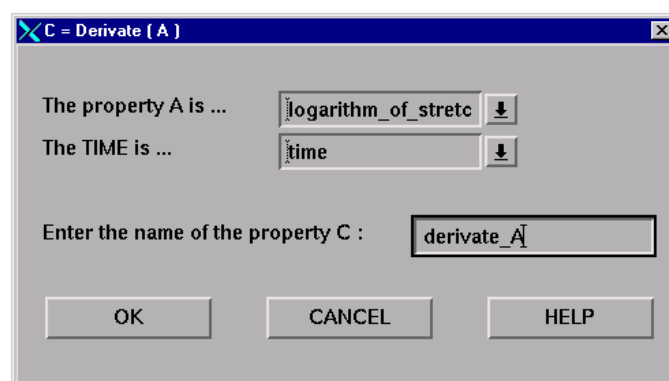 C = Derivate ( A )
The property A is ... logarithm_of_stretc
The TIME is ... time
Enter the name of the property C : derivate_A
OK CANCEL HELP